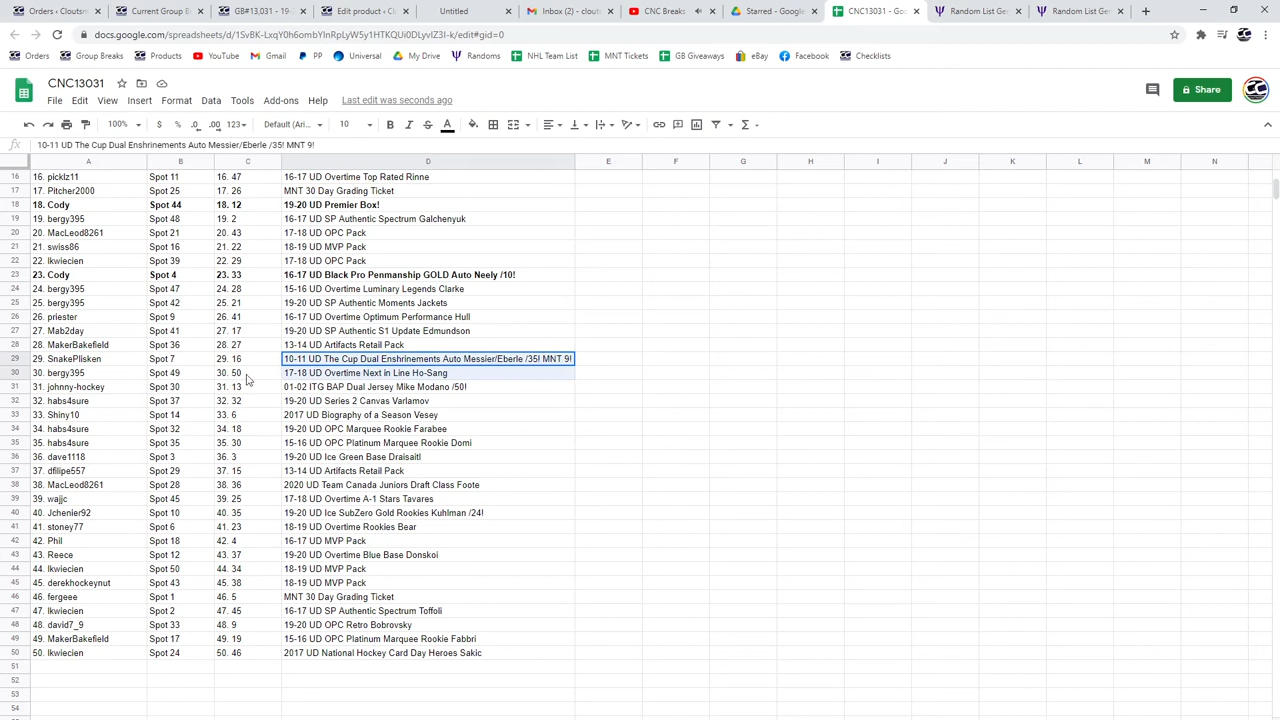 Orders < Clouts
Current Group B
GB#13,031 - 19-
Edit product < Cl
Untitled
Inbox (2) - clouts
CNC Breaks
Starred - Google
CNC13031 - Goo
Random List Ge
Random List Ge
docs.google.com/spreadsheets/d/1SvBK-LxqY0h6ombYInRpLyW5y1HTKQUi0DLyvIZ3I-k/edit#gid=0
Orders Group Breaks Products YouTube Gmail PP Universal My Drive Randoms NHL Team List MNT Tickets GB Giveaways eBay Facebook Checklists
CNC13031
File Edit View Insert Format Data Tools Add-ons Help Last edit was seconds ago
Share
100% $ % .0 .00 123 Default (Ari... 10 B I S A
fx 10-11 UD The Cup Dual Enshrinements Auto Messier/Eberle /35! MNT 9!
A B C D E F G H I J K L M N O
16 16. picklz11 Spot 11 16. 47 16-17 UD Overtime Top Rated Rinne
17 17. Pitcher2000 Spot 25 17. 26 MNT 30 Day Grading Ticket
18 18. Cody Spot 44 18. 12 19-20 UD Premier Box!
19 19. bergy395 Spot 48 19. 2 16-17 UD SP Authentic Spectrum Galchenyuk
20 20. MacLeod8261 Spot 21 20. 43 17-18 UD OPC Pack
21 21. swiss86 Spot 16 21. 22 18-19 UD MVP Pack
22 22. lkwiecien Spot 39 22. 29 17-18 UD OPC Pack
23 23. Cody Spot 4 23. 33 16-17 UD Black Pro Penmanship GOLD Auto Neely /10!
24 24. bergy395 Spot 47 24. 28 15-16 UD Overtime Luminary Legends Clarke
25 25. bergy395 Spot 42 25. 21 19-20 UD SP Authentic Moments Jackets
26 26. priester Spot 9 26. 41 16-17 UD Overtime Optimum Performance Hull
27 27. Mab2day Spot 41 27. 17 19-20 UD SP Authentic S1 Update Edmundson
28 28. MakerBakefield Spot 36 28. 27 13-14 UD Artifacts Retail Pack
29 29. SnakePlisken Spot 7 29. 16 10-11 UD The Cup Dual Enshrinements Auto Messier/Eberle /35! MNT 9!
30 30. bergy395 Spot 49 30. 50 17-18 UD Overtime Next in Line Ho-Sang
31 31. johnny-hockey Spot 30 31. 13 01-02 ITG BAP Dual Jersey Mike Modano /50!
32 32. habs4sure Spot 37 32. 32 19-20 UD Series 2 Canvas Varlamov
33 33. Shiny10 Spot 14 33. 6 2017 UD Biography of a Season Vesey
34 34. habs4sure Spot 32 34. 18 19-20 UD OPC Marquee Rookie Farabee
35 35. habs4sure Spot 35 35. 30 15-16 UD OPC Platinum Marquee Rookie Domi
36 36. dave1118 Spot 3 36. 3 19-20 UD Ice Green Base Draisaitl
37 37. dfilipe557 Spot 29 37. 15 13-14 UD Artifacts Retail Pack
38 38. MacLeod8261 Spot 28 38. 36 2020 UD Team Canada Juniors Draft Class Foote
39 39. wajjc Spot 45 39. 25 17-18 UD Overtime A-1 Stars Tavares
40 40. Jchenier92 Spot 10 40. 35 19-20 UD Ice SubZero Gold Rookies Kuhlman /24!
41 41. stoney77 Spot 6 41. 23 18-19 UD Overtime Rookies Bear
42 42. Phil Spot 18 42. 4 16-17 UD MVP Pack
43 43. Reece Spot 12 43. 37 19-20 UD Overtime Blue Base Donskoi
44 44. lkwiecien Spot 50 44. 34 18-19 UD MVP Pack
45 45. derekhockeynut Spot 43 45. 38 18-19 UD MVP Pack
46 46. fergeee Spot 1 46. 5 MNT 30 Day Grading Ticket
47 47. lkwiecien Spot 2 47. 45 16-17 UD SP Authentic Spectrum Toffoli
48 48. david7_9 Spot 33 48. 9 19-20 UD OPC Retro Bobrovsky
49 49. MakerBakefield Spot 17 49. 19 15-16 UD OPC Platinum Marquee Rookie Fabbri
50 50. lkwiecien Spot 24 50. 46 2017 UD National Hockey Card Day Heroes Sakic
51
52
53
54